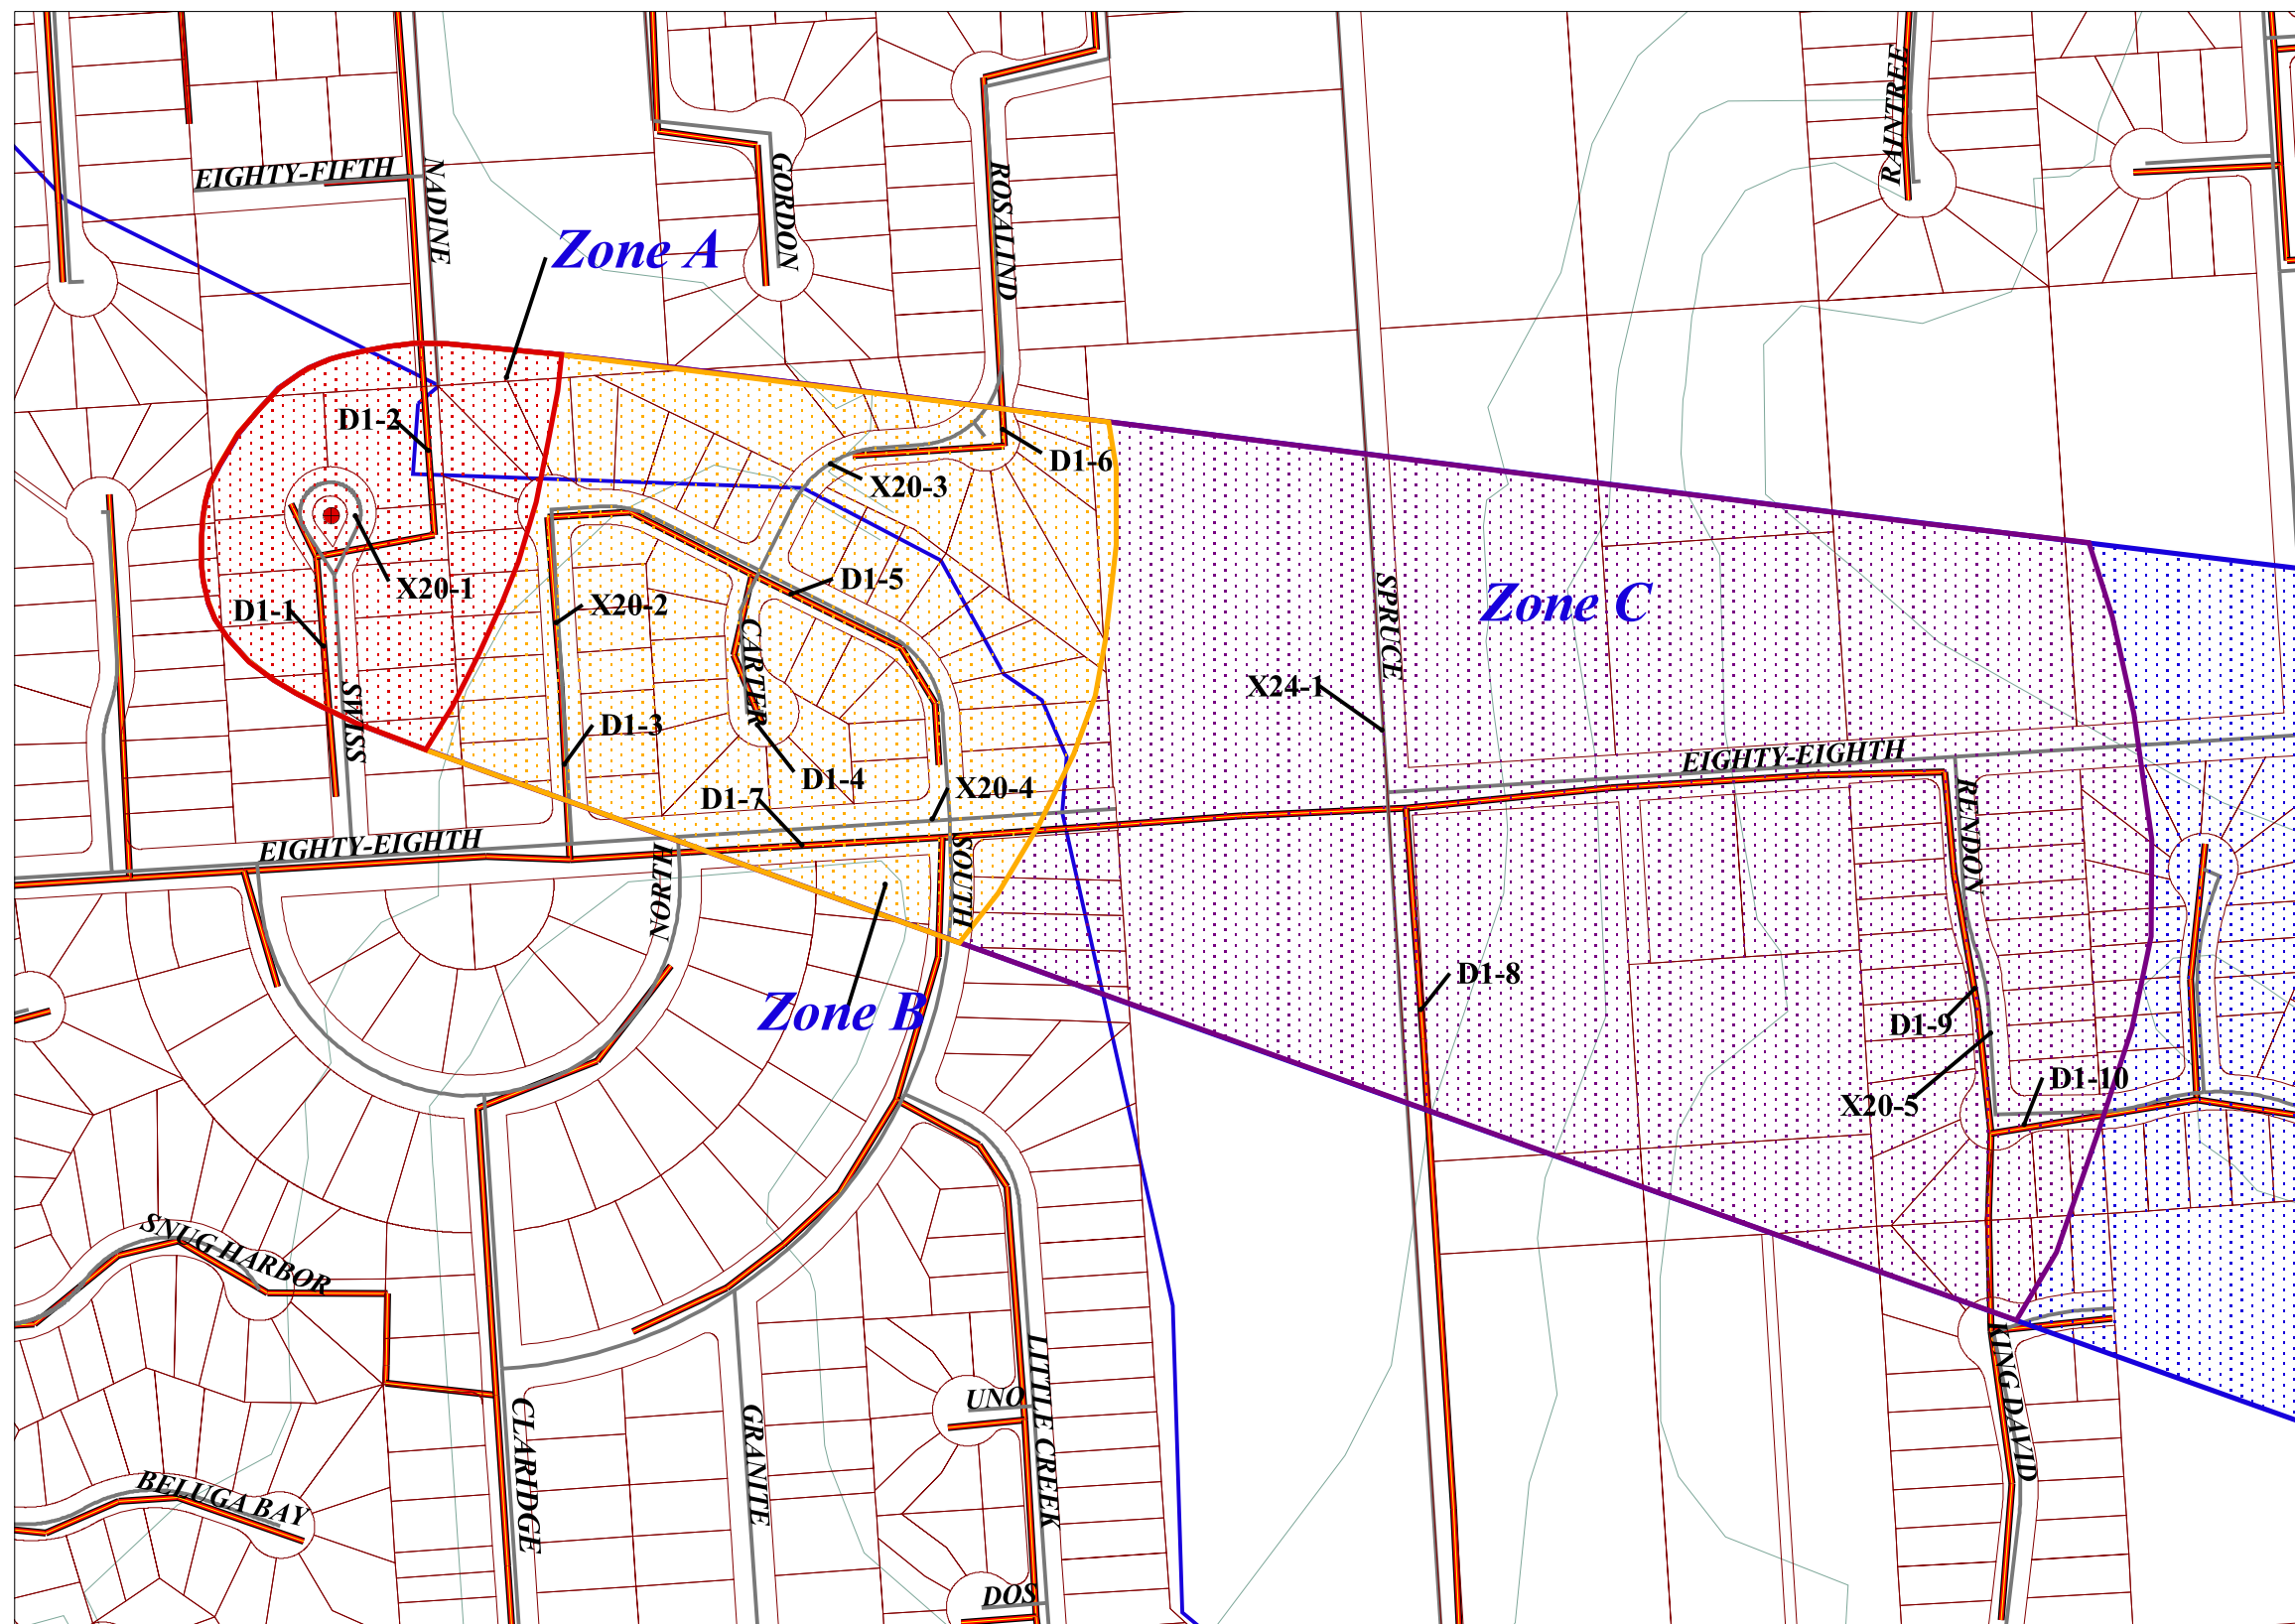 RAINTREE
EIGHTY-FIFTH
NADINE
GORDON
ROSALIND
Zone A
D1-2
D1-6
X20-3
X20-1
D1-5
X20-2
D1-1
SPRUCE
Zone C
CARTER
SWISS
X24-1
D1-3
D1-4
EIGHTY-EIGHTH
D1-7
X20-4
RENDON
EIGHTY-EIGHTH
HLRION
SOUTH
D1-8
Zone B
D1-9
D1-10
X20-5
SNUG HARBOR
KING DAVID
LITTLE CREEK
UNO
CLARIDGE
GRANITE
BELUGA BAY
DOS